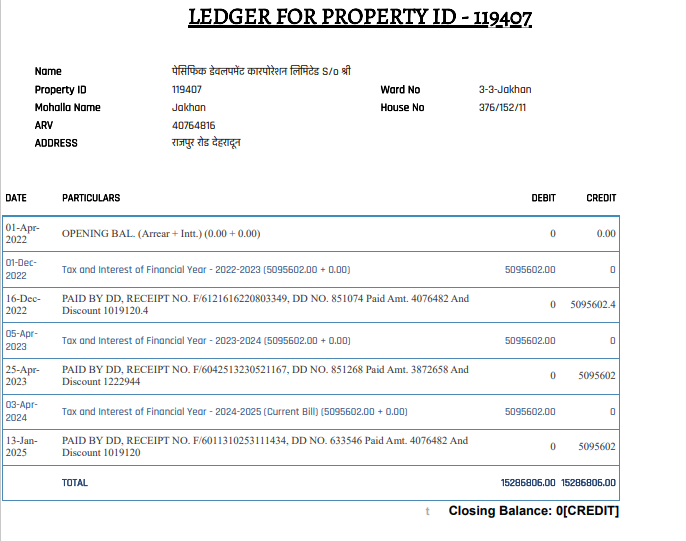 LEDGER FOR PROPERTY ID - 119407
Name पेसिफिक डेवलपमेंट कारपोरेशन लिमिटेड S/o श्री
Property ID 119407 Ward No 3-3-Jakhan
Mohalla Name Jakhan House No 376/152/11
ARV 40764816
ADDRESS राजपुर रोड देहरादून
DATE PARTICULARS DEBIT CREDIT
01-Apr-
2022 OPENING BAL. (Arrear + Intt.) (0.00 + 0.00) 0 0.00
01-Dec-
2022 Tax and Interest of Financial Year - 2022-2023 (5095602.00 + 0.00) 5095602.00 0
16-Dec- PAID BY DD, RECEIPT NO. F/6121616220803349, DD NO. 851074 Paid Amt. 4076482 And
2022 Discount 1019120.4 0 5095602.4
05-Apr-
2023 Tax and Interest of Financial Year - 2023-2024 (5095602.00 + 0.00) 5095602.00 0
25-Apr- PAID BY DD, RECEIPT NO. F/6042513230521167, DD NO. 851268 Paid Amt. 3872658 And
2023 Discount 1222944 0 5095602
03-Apr-
2024 Tax and Interest of Financial Year - 2024-2025 (Current Bill) (5095602.00 + 0.00) 5095602.00 0
13-Jan- PAID BY DD, RECEIPT NO. F/6011310253111434, DD NO. 633546 Paid Amt. 4076482 And
2025 Discount 1019120 0 5095602
TOTAL 15286806.00 15286806.00
t Closing Balance: 0[CREDIT]